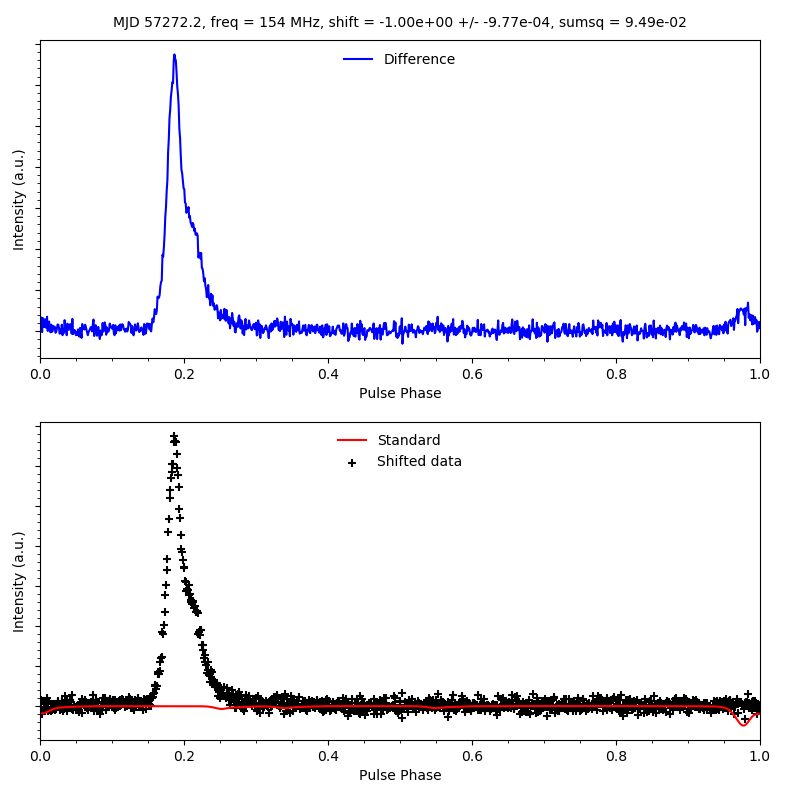 MJD 57272.2, freq = 154 MHz, shift = -1.00e+00 +/- -9.77e-04, sumsq = 9.49e-02
Difference
Intensity (a.u.)
0.0 0.2 0.4 0.6 0.8 1.0
Pulse Phase
Standard
Shifted data
Intensity (a.u.)
0.0 0.2 0.4 0.6 0.8 1.0
Pulse Phase